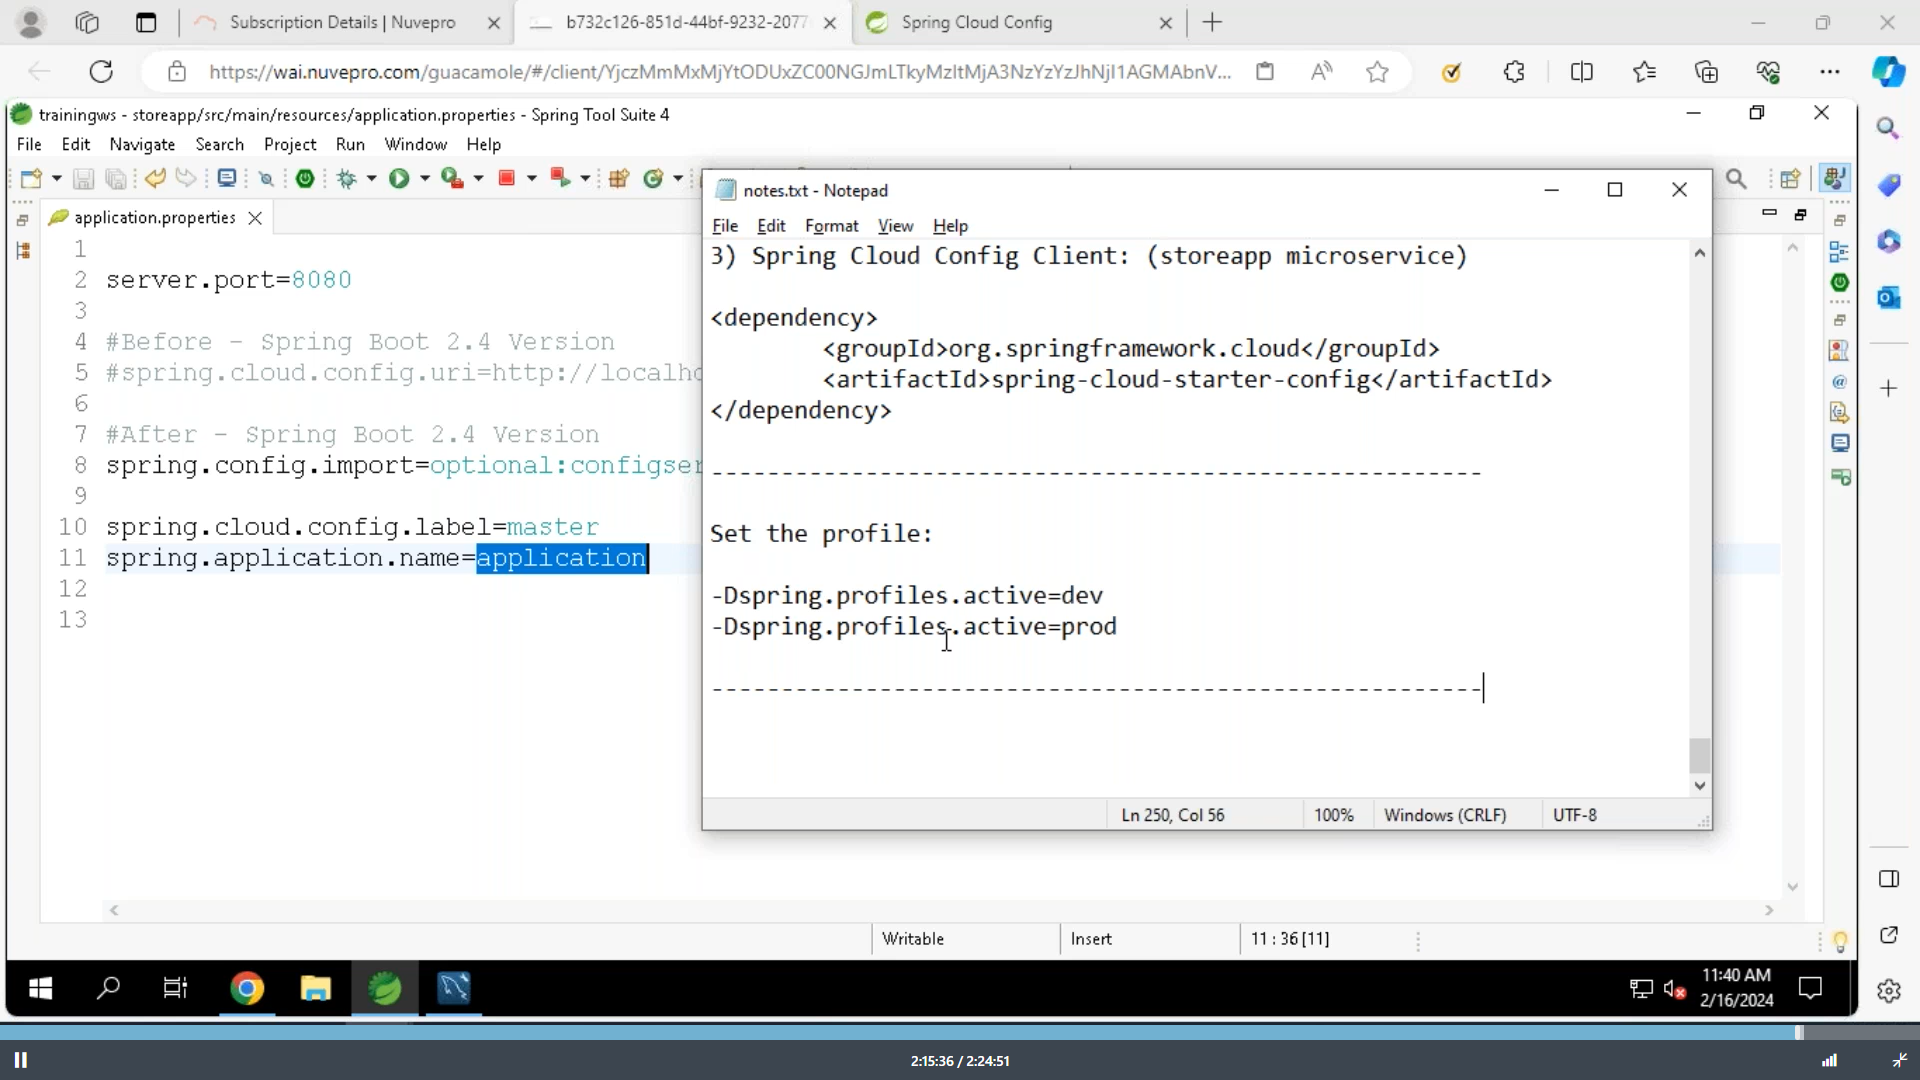 Subscription Details | Nuvepro
b732c126-851d-44bf-9232-2077
Spring Cloud Config
https://wai.nuvepro.com/guacamole/#/client/YjczMmMxMjYtODUxZC00NGJmLTkyMzItMjA3NzYzYzJhNjI1AGMAbnV...
trainingws - storeapp/src/main/resources/application.properties - Spring Tool Suite 4
File Edit Navigate Search Project Run Window Help
application.properties
1
2 server.port=8080
3
4 #Before - Spring Boot 2.4 Version
5 #spring.cloud.config.uri=http://localho
6
7 #After - Spring Boot 2.4 Version
8 spring.config.import=optional:configser
9
10 spring.cloud.config.label=master
11 spring.application.name=application
12
13
notes.txt - Notepad
File Edit Format View Help
3) Spring Cloud Config Client: (storeapp microservice)
<dependency>
<groupId>org.springframework.cloud</groupId>
<artifactId>spring-cloud-starter-config</artifactId>
</dependency>
-------------------------------------------------------
Set the profile:
-Dspring.profiles.active=dev
-Dspring.profiles.active=prod
-------------------------------------------------------
Ln 250, Col 56 100% Windows (CRLF) UTF-8
Writable Insert 11 : 36 [11]
11:40 AM
2/16/2024
2:15:36 / 2:24:51